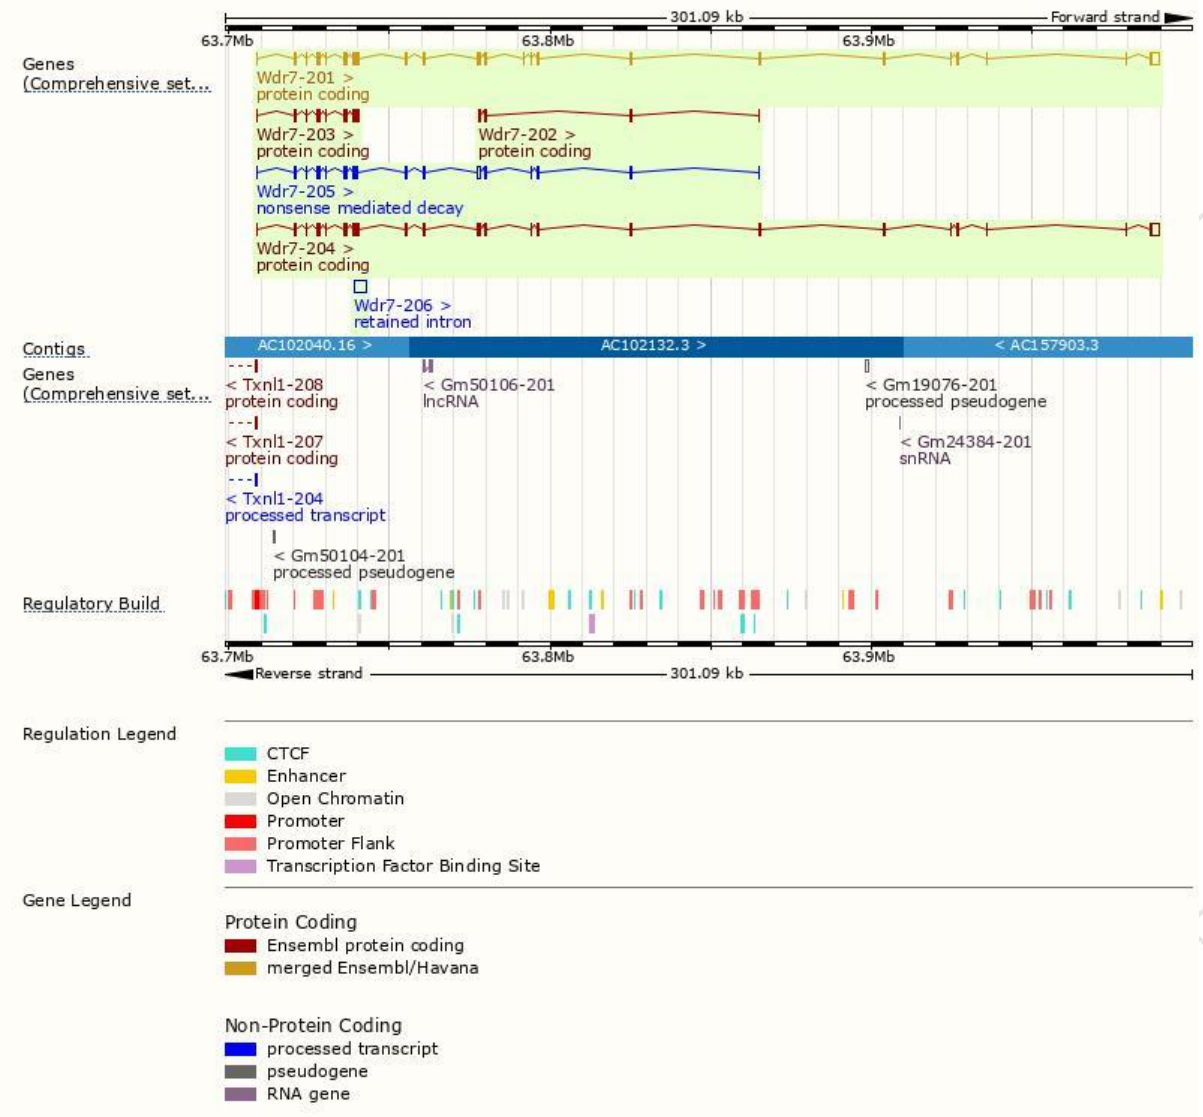 301.09 kb Forward strand
63.7Mb 63.8Mb 63.9Mb
Genes
(Comprehensive set...
Wdr7-201 >
protein coding
Wdr7-203 > Wdr7-202 >
protein coding protein coding
Wdr7-205 >
nonsense mediated decay
Wdr7-204 >
protein coding
Wdr7-206 >
retained intron
Contigs AC102040.16 > AC102132.3 > < AC157903.3
Genes
(Comprehensive set...
< Txnl1-208 < Gm50106-201 < Gm19076-201
protein coding lncRNA processed pseudogene
< Txnl1-207 < Gm24384-201
protein coding snRNA
< Txnl1-204
processed transcript
< Gm50104-201
processed pseudogene
Regulatory Build
63.7Mb 63.8Mb 63.9Mb
Reverse strand 301.09 kb
Regulation Legend
CTCF
Enhancer
Open Chromatin
Promoter
Promoter Flank
Transcription Factor Binding Site
Gene Legend
Protein Coding
Ensembl protein coding
merged Ensembl/Havana
Non-Protein Coding
processed transcript
pseudogene
RNA gene